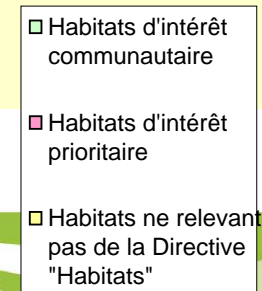 Habitats d'intérêt
communautaire
Habitats d'intérêt
prioritaire
Habitats ne relevant
pas de la Directive
"Habitats"